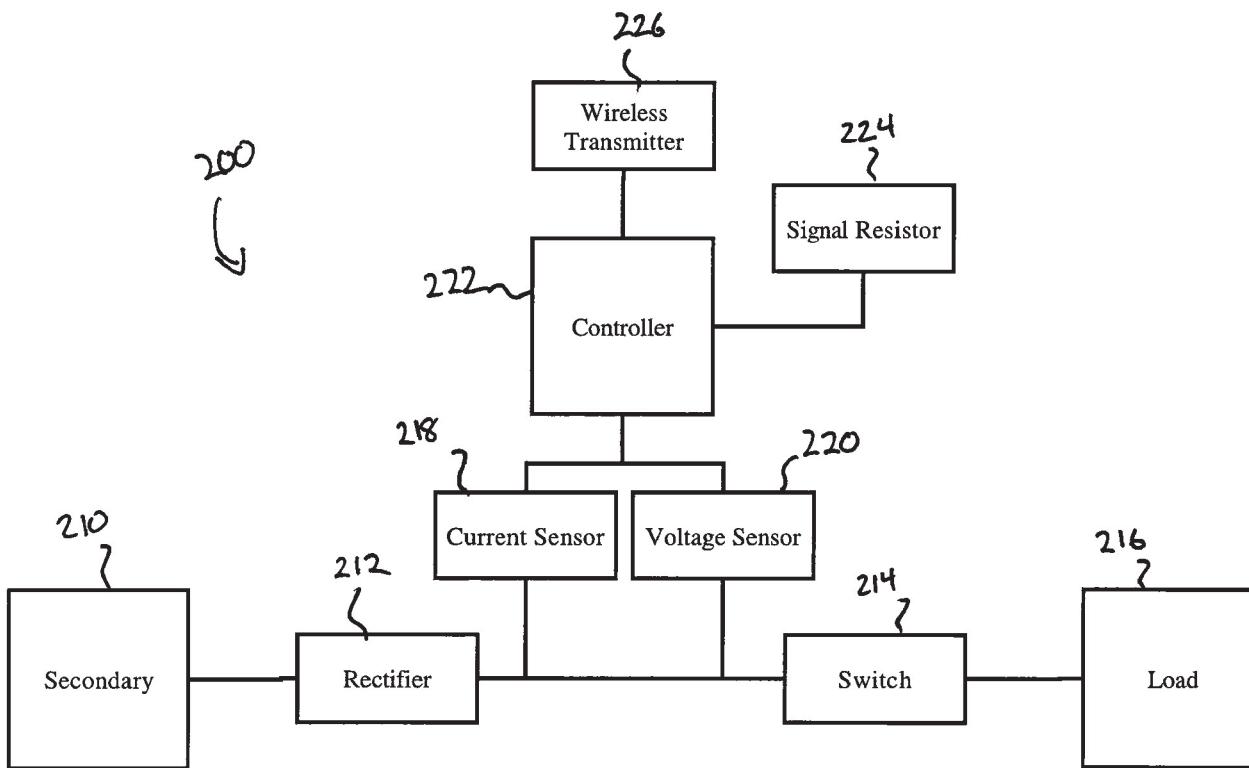 226
Wireless
Transmitter
224
200
Signal Resistor
222
Controller
218
220
210
Current Sensor
Voltage Sensor
212
214
216
Secondary
Rectifier
Switch
Load